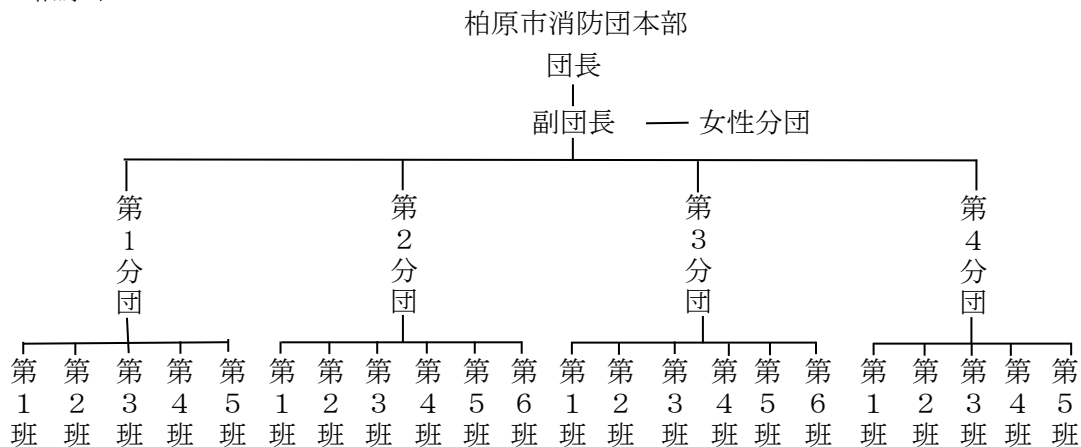 柏原市消防団本部
団長
副団長
女性分団
第1分団
第2分団
第3分団
第4分団
第1班
第2班
第3班
第4班
第5班
第1班
第2班
第3班
第4班
第5班
第6班
第1班
第2班
第3班
第4班
第5班
第6班
第1班
第2班
第3班
第4班
第5班